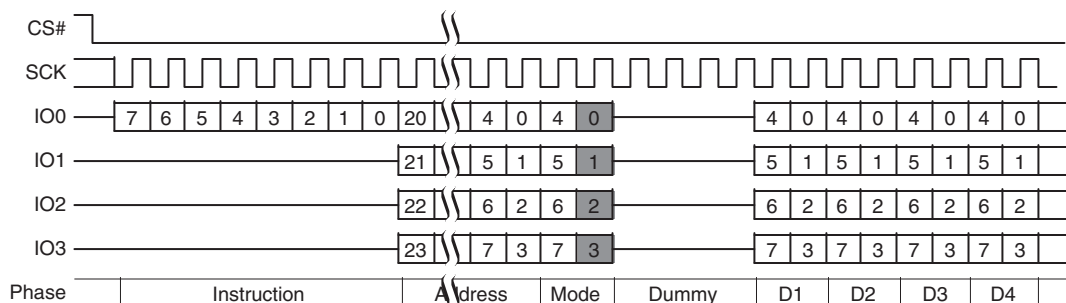 CS#
SCK
IO0 7 6 5 4 3 2 1 0 20 4 0 4 0 4 0 4 0 4 0 4 0
IO1 21 5 1 5 1 5 1 5 1 5 1 5 1
IO2 22 6 2 6 2 6 2 6 2 6 2 6 2
IO3 23 7 3 7 3 7 3 7 3 7 3 7 3
Phase Instruction Address Mode Dummy D1 D2 D3 D4